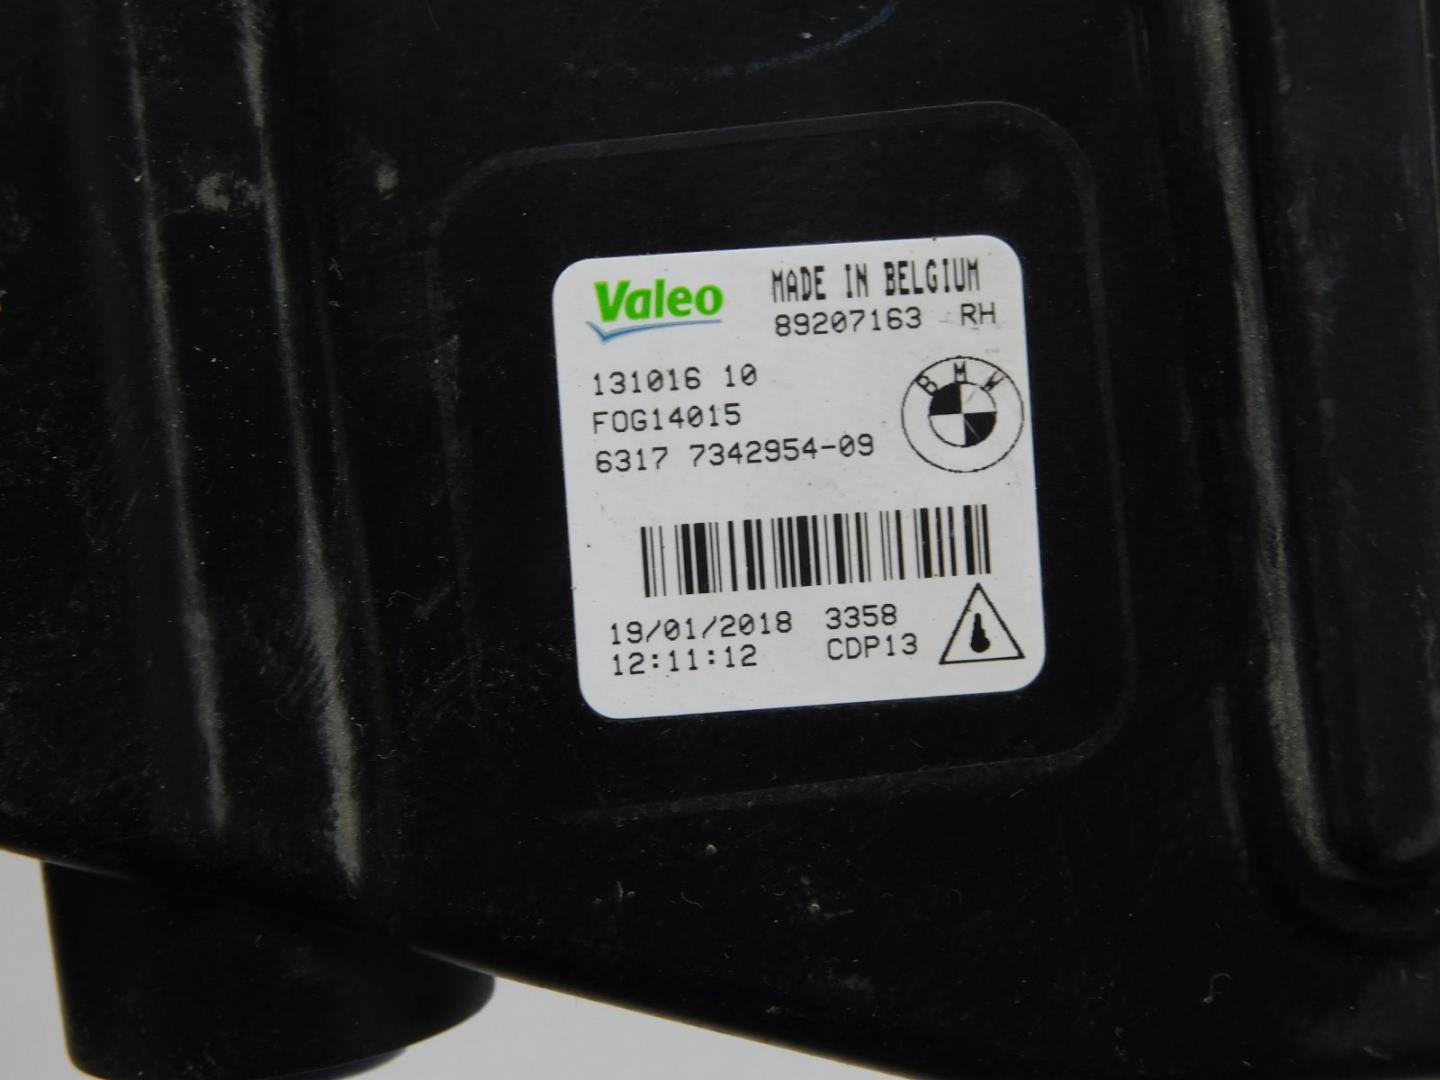 Valeo MADE IN BELGIUM
89207163 RH
131016 10
FOG14015
6317 7342954-09
BMW
19/01/2018 3358
12:11:12 CDP13